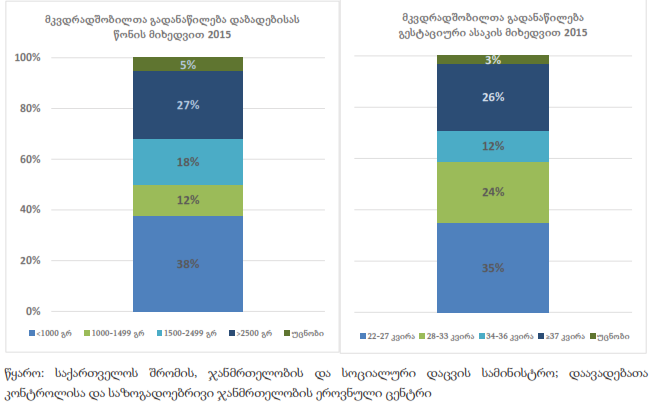 მკვდრადშობილთა გადანაწილება დაბადებისას
წონის მიხედვით 2015
100%
80%
60%
40%
20%
0%
5%
27%
18%
12%
38%
<1000 გრ
1000-1499 გრ
1500-2499 გრ
>2500 გრ
უცნობი
მკვდრადშობილთა გადანაწილება
გესტაციური ასაკის მიხედვით 2015
3%
26%
12%
24%
35%
22-27 კვირა
28-33 კვირა
34-36 კვირა
≥37 კვირა
უცნობი
წყარო: საქართველოს შრომის, ჯანმრთელობის და სოციალური დაცვის სამინისტრო; დაავადებათა
კონტროლისა და საზოგადოებრივი ჯანმრთელობის ეროვნული ცენტრი